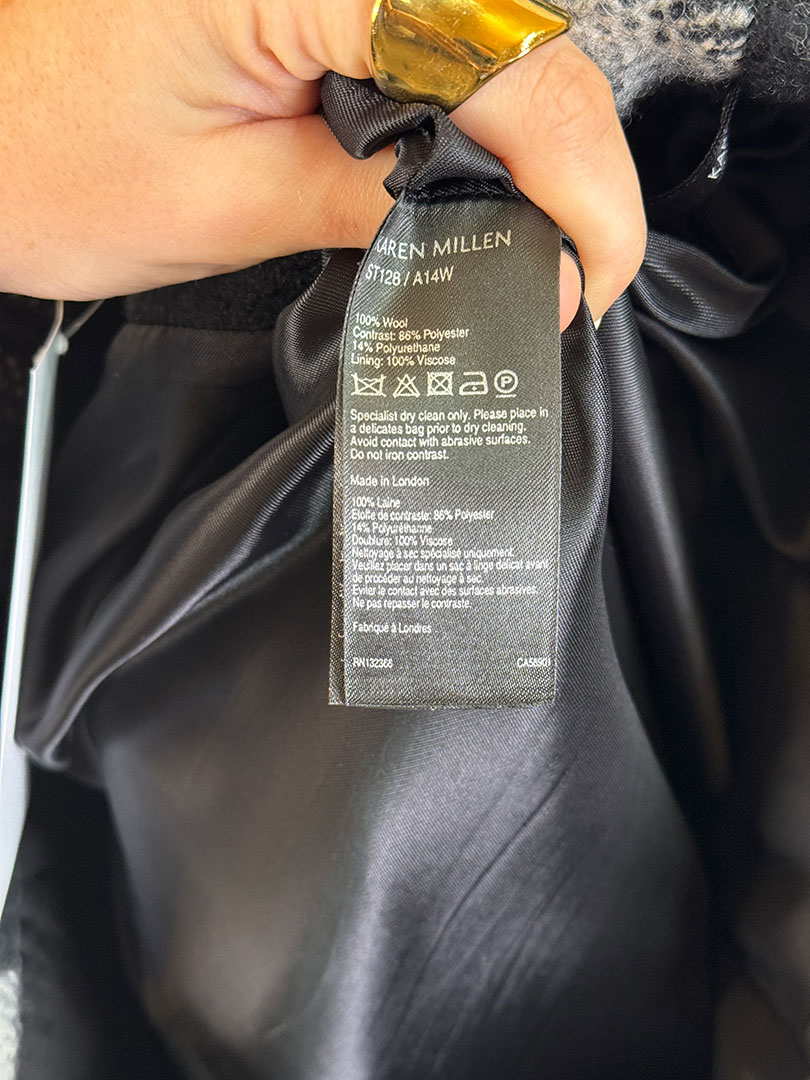 KAREN MILLEN
ST128 / A14W
100% Wool
Contrast: 86% Polyester
14% Polyurethane
Lining: 100% Viscose
P
Specialist dry clean only. Please place in
a delicates bag prior to dry cleaning.
Avoid contact with abrasive surfaces.
Do not iron contrast.
Made in London
100% Laine
Etoffe de contraste: 86% Polyester
14% Polyuréthanne
Doublure: 100% Viscose
Nettoyage à sec spécialisé uniquement.
Veuillez placer dans un sac à linge délicat avant
de procéder au nettoyage à sec.
Eviter le contact avec des surfaces abrasives.
Ne pas repasser le contraste.
Fabriqué à Londres
RN132366 CA56901
KA